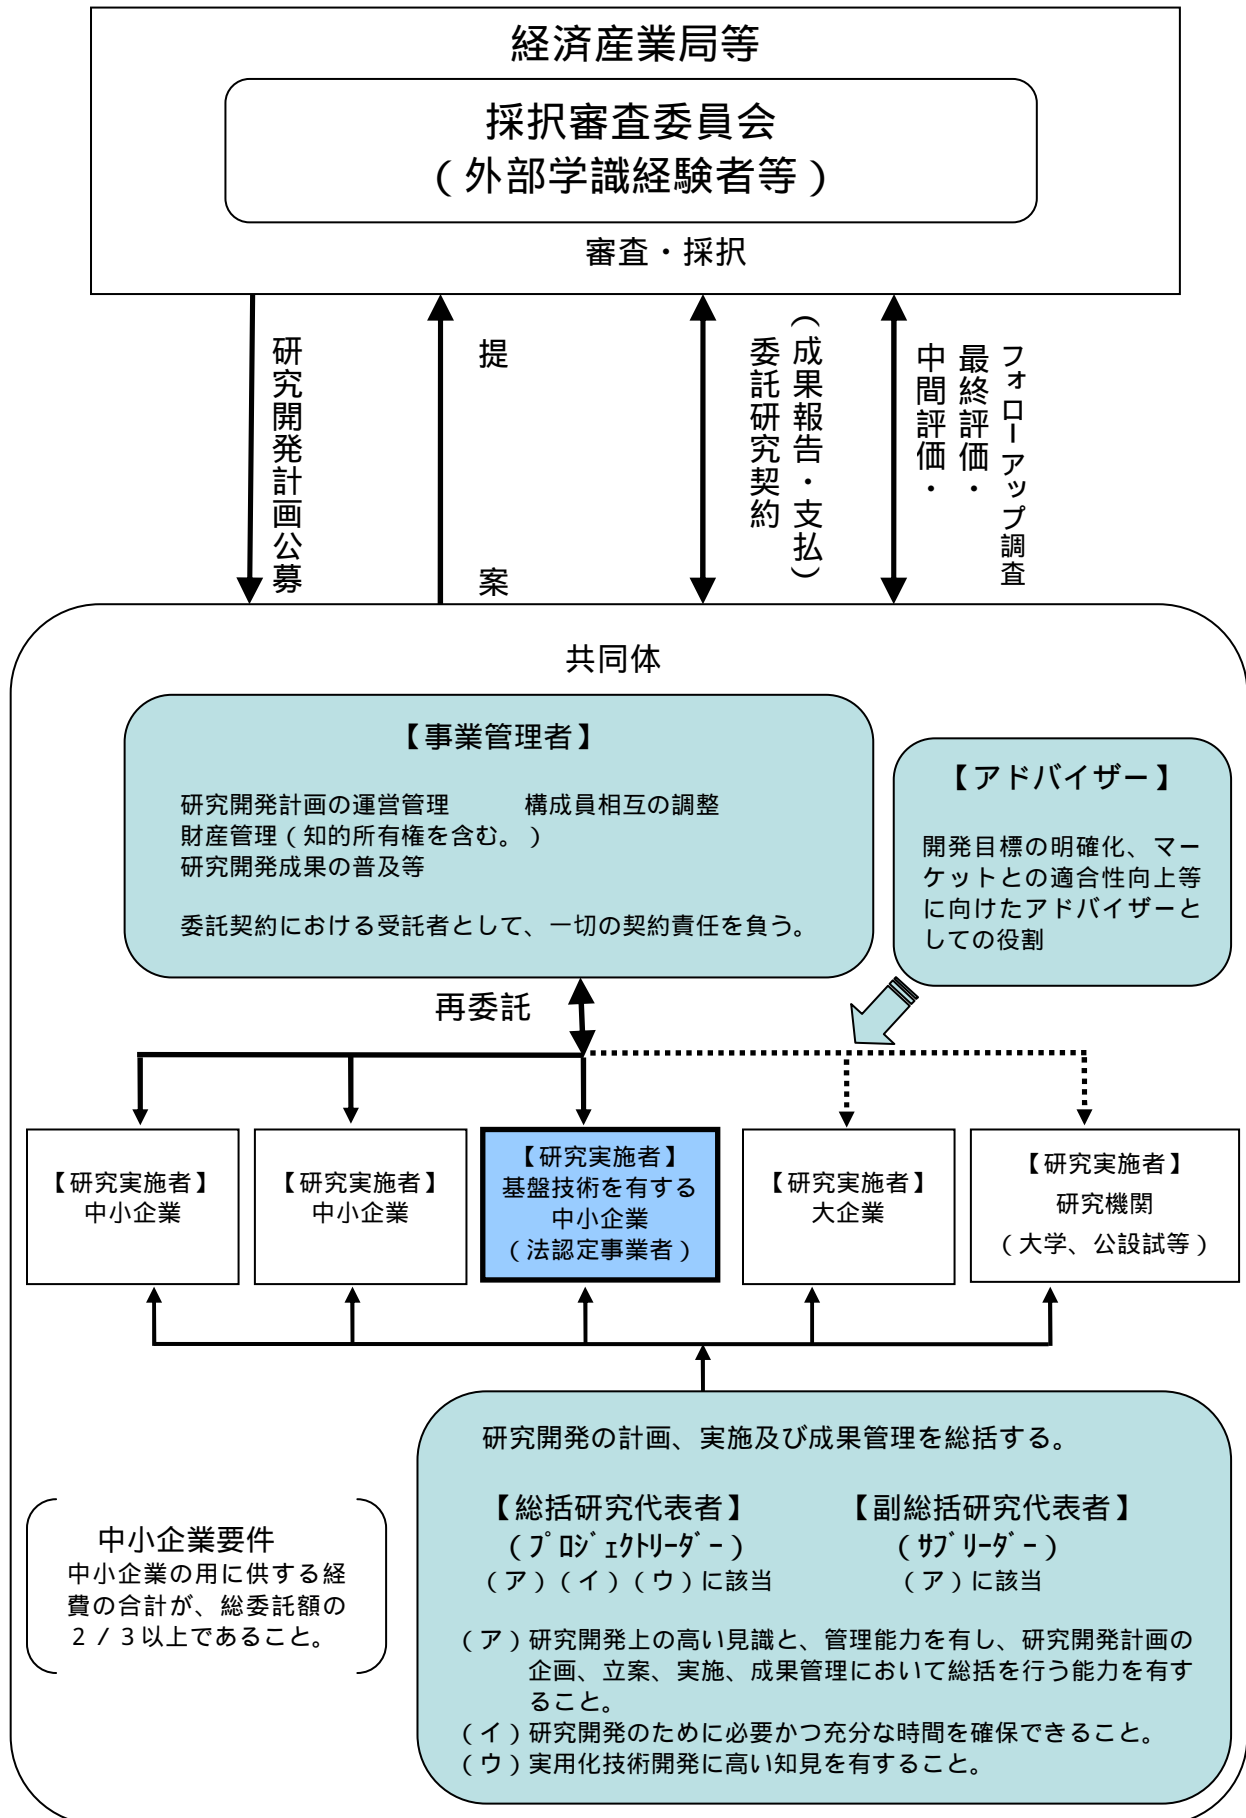 経済産業局等
採択審査委員会
（外部学識経験者等）
審査・採択
研究開発計画公募
提案
委託研究契約
（成果報告・支払）
中間評価・
最終評価・
フォローアップ調査
共同体
【事業管理者】
研究開発計画の運営管理　　　構成員相互の調整
財産管理（知的所有権を含む。）
研究開発成果の普及等
委託契約における受託者として、一切の契約責任を負う。
【アドバイザー】
開発目標の明確化、マー
ケットとの適合性向上等
に向けたアドバイザーと
しての役割
再委託
【研究実施者】
中小企業
【研究実施者】
中小企業
【研究実施者】
基盤技術を有する
中小企業
（法認定事業者）
【研究実施者】
大企業
【研究実施者】
研究機関
（大学、公設試等）
研究開発の計画、実施及び成果管理を総括する。
【総括研究代表者】
（ﾌﾟﾛｼﾞｪｸﾄﾘｰﾀﾞｰ）
（ア）（イ）（ウ）に該当
【副総括研究代表者】
（ｻﾌﾞﾘｰﾀﾞｰ）
（ア）に該当
（ア）研究開発上の高い見識と、管理能力を有し、研究開発計画の
企画、立案、実施、成果管理において総括を行う能力を有す
ること。
（イ）研究開発のために必要かつ充分な時間を確保できること。
（ウ）実用化技術開発に高い知見を有すること。
中小企業要件
中小企業の用に供する経
費の合計が、総委託額の
２／３以上であること。